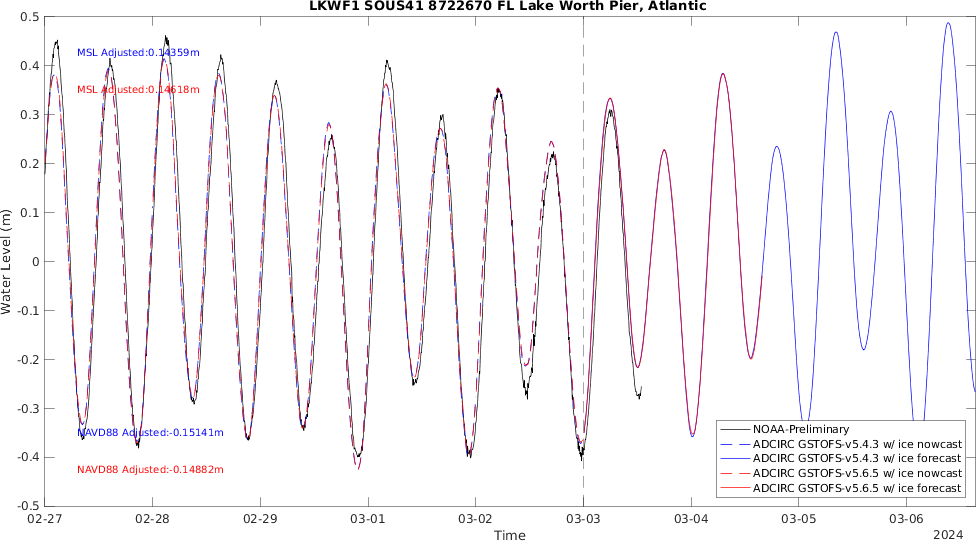 LKWF1 SOUS41 8722670 FL Lake Worth Pier, Atlantic
0.5
0.4
0.3
0.2
0.1
0
-0.1
-0.2
-0.3
-0.4
-0.5
Water Level (m)
MSL Adjusted:0.14359m
MSL Adjusted:0.14618m
NAVD88 Adjusted:-0.15141m
NAVD88 Adjusted:-0.14882m
NOAA-Preliminary
ADCIRC GSTOFS-v5.4.3 w/ ice nowcast
ADCIRC GSTOFS-v5.4.3 w/ ice forecast
ADCIRC GSTOFS-v5.6.5 w/ ice nowcast
ADCIRC GSTOFS-v5.6.5 w/ ice forecast
02-27 02-28 02-29 03-01 03-02 03-03 03-04 03-05 03-06
Time
2024